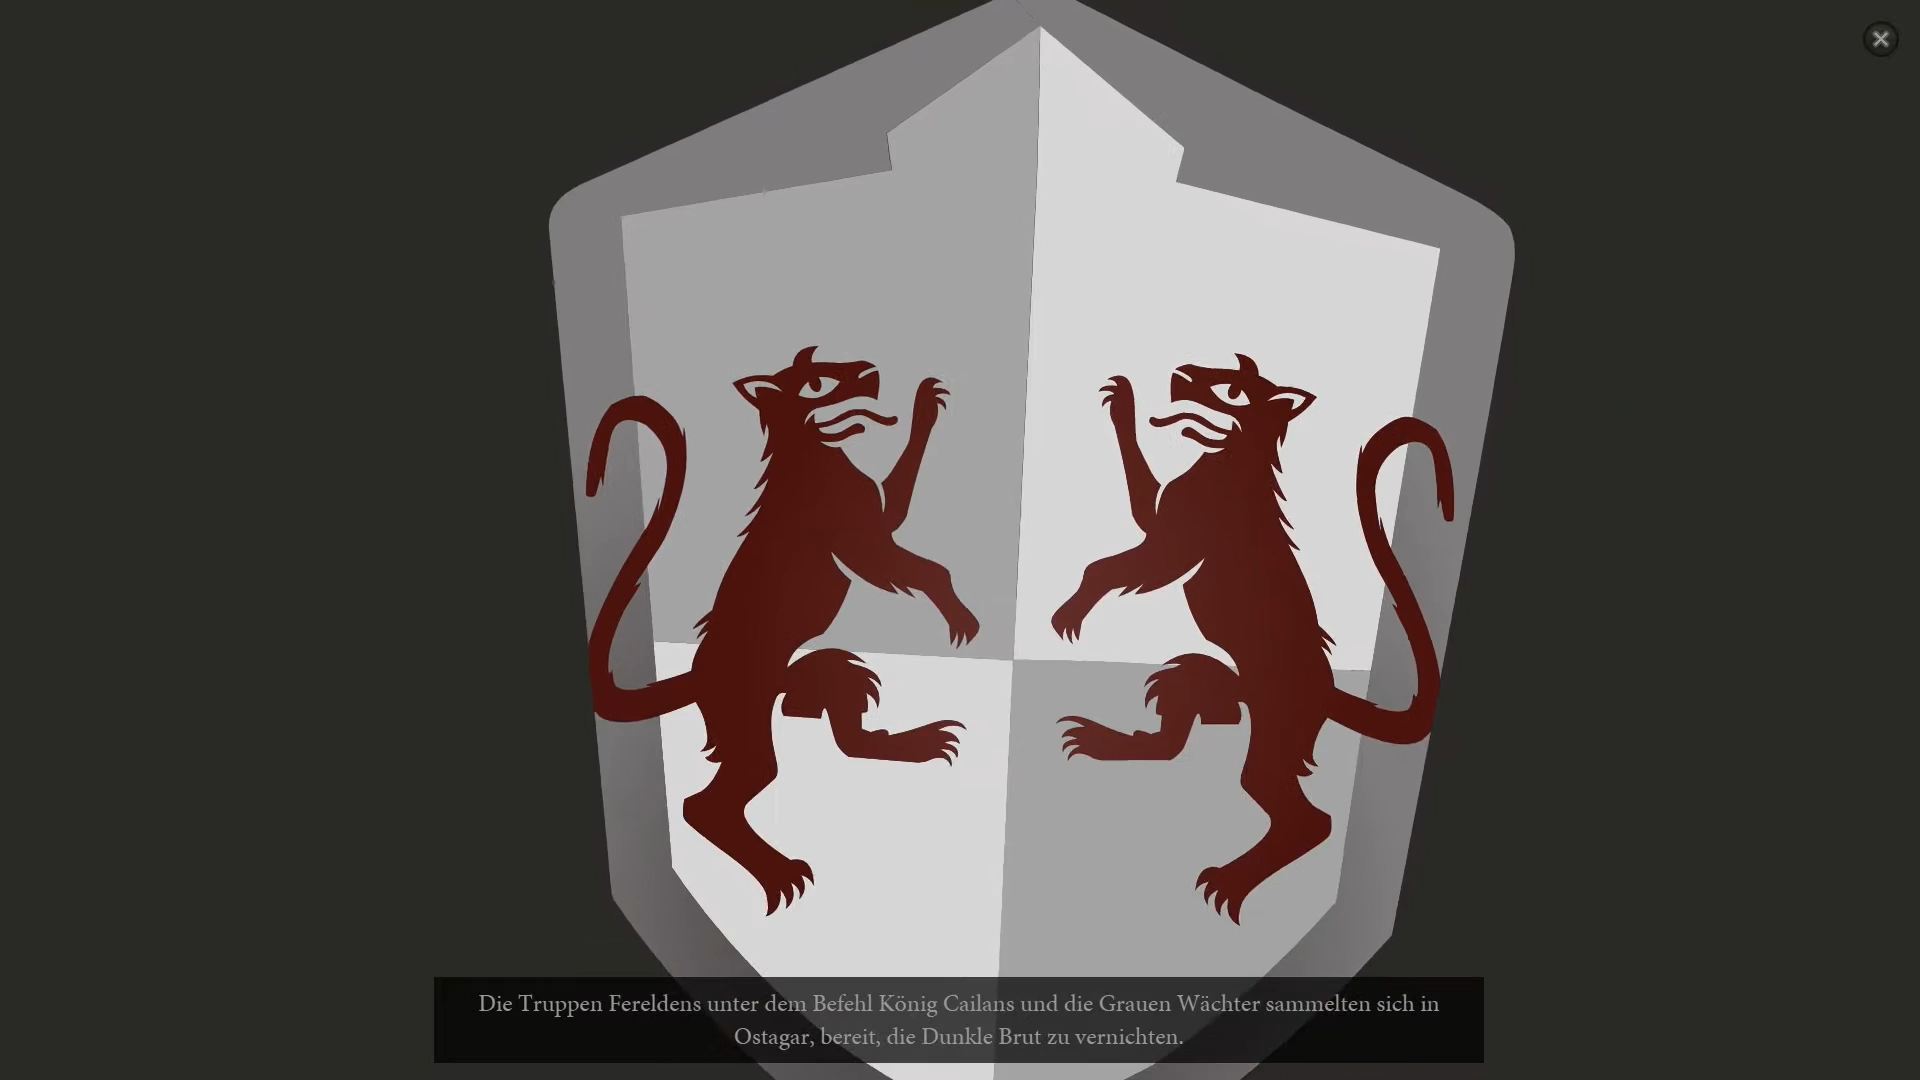 Die Truppen Fereldens unter dem Befehl König Cailans und die Grauen Wächter sammelten sich in
Ostagar, bereit, die Dunkle Brut zu vernichten.